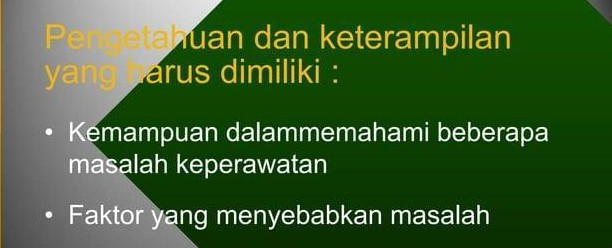 Pengetahuan dan keterampilan
yang harus dimiliki :
• Kemampuan dalammemahami beberapa
masalah keperawatan
• Faktor yang menyebabkan masalah